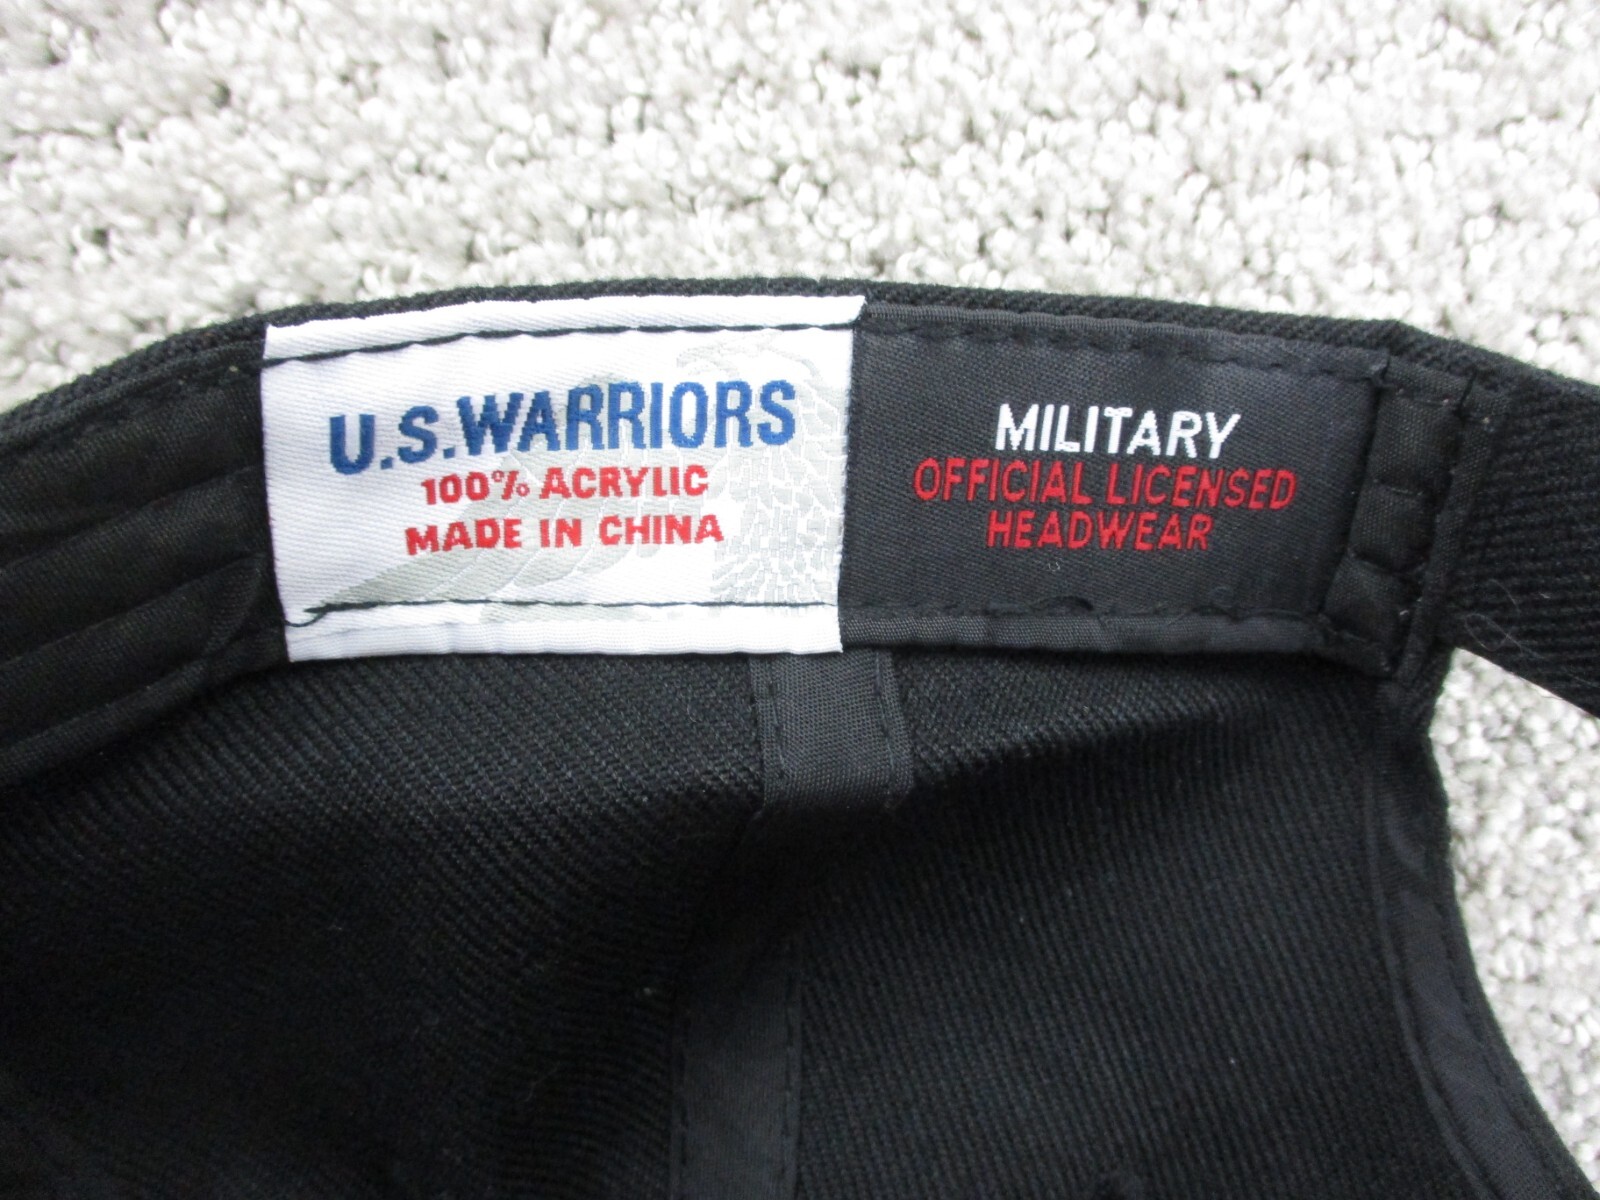 U.S.WARRIORS
100% ACRYLIC
MADE IN CHINA
MILITARY
OFFICIAL LICENSED
HEADWEAR